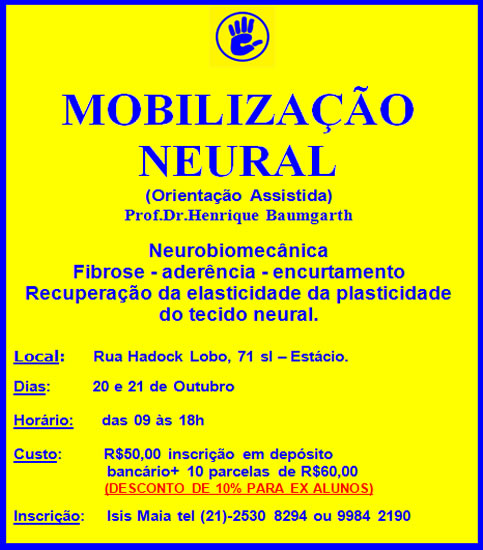 MOBILIZAÇÃO
NEURAL
(Orientação Assistida)
Prof.Dr.Henrique Baumgarth
Neurobiomecânica
Fibrose - aderência - encurtamento
Recuperação da elasticidade da plasticidade
do tecido neural.
Local: Rua Hadock Lobo, 71 sl – Estácio.
Dias: 20 e 21 de Outubro
Horário: das 09 às 18h
Custo: R$50,00 inscrição em depósito
bancário+ 10 parcelas de R$60,00
(DESCONTO DE 10% PARA EX ALUNOS)
Inscrição: Isis Maia tel (21)-2530 8294 ou 9984 2190